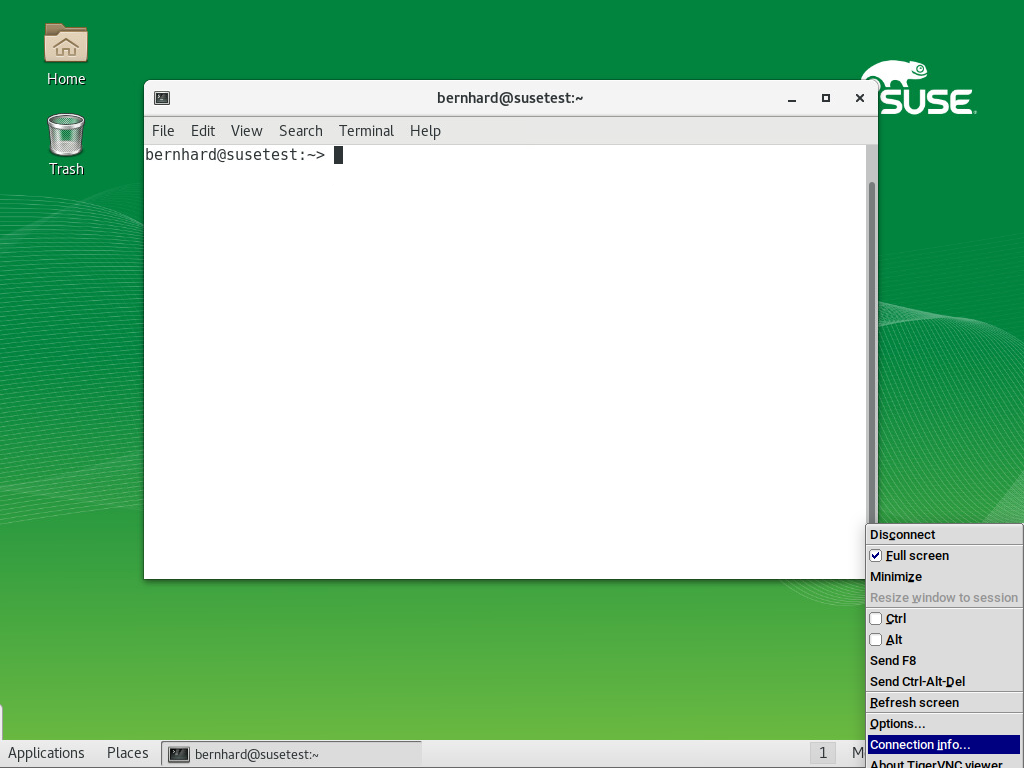 Home
Trash
SUSE
bernhard@susetest:~
File Edit View Search Terminal Help
bernhard@susetest:~>
Disconnect
Full screen
Minimize
Resize window to session
Ctrl
Alt
Send F8
Send Ctrl-Alt-Del
Refresh screen
Options...
Connection info...
About TigerVNC viewer
Applications Places bernhard@susetest:~ 1